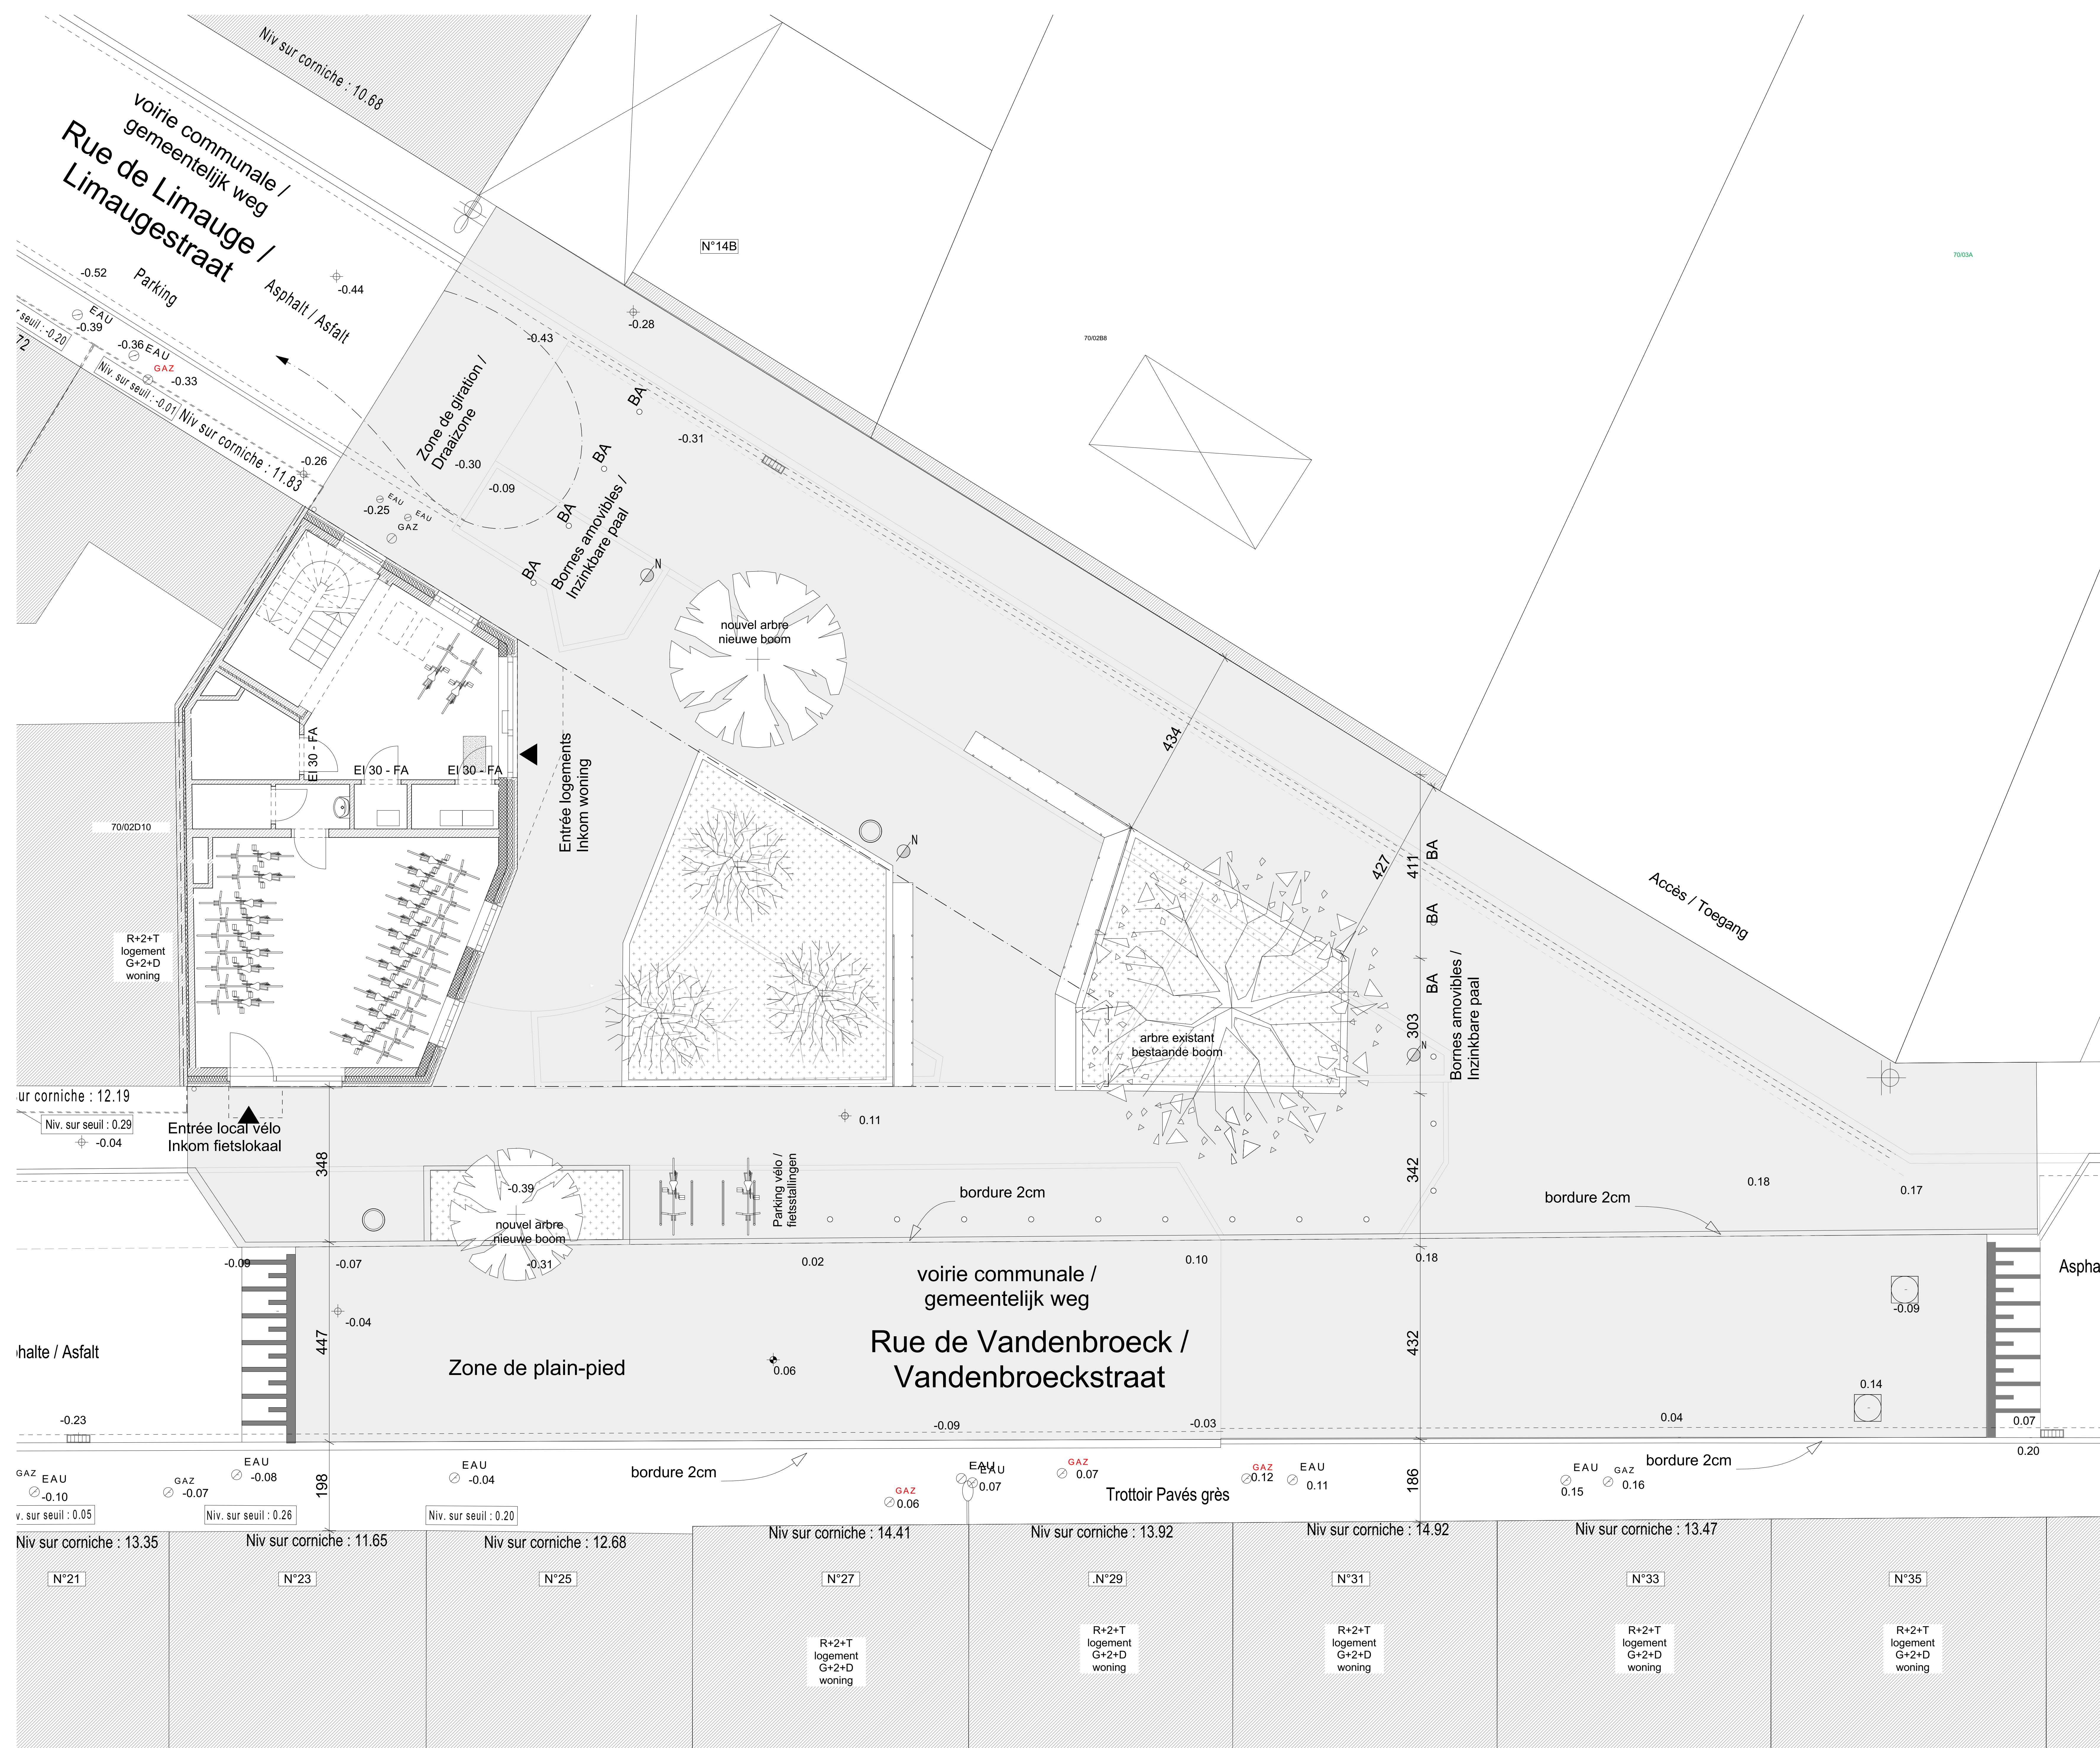 Niv sur corniche : 10.68
voirie communale /
gemeentelijk weg
Rue de Limauge /
Limaugestraat
-0.52
Parking
Asphalt / Asfalt
-0.44
EAU
-0.39
-0.36
EAU
GAZ
-0.33
seuil : -0.20
72
Niv. sur seuil : -0.01
Niv sur corniche : 11.83
-0.26
N°14B
-0.28
-0.43
70/02B8
70/03A
Zone de giration /
Draaizone
-0.30
-0.09
-0.31
BA
BA
BA
BA
EAU
-0.25
EAU
GAZ
Bornes amovibles /
Inzinkbare paal
N
nouvel arbre
nieuwe boom
434
EI 30 - FA
EI 30 - FA
EI 30 - FA
Entrée logements
Inkom woning
70/02D10
N
427
411
BA
BA
BA
Accès / Toegang
R+2+T
logement
G+2+D
woning
303
N
Bornes amovibles /
Inzinkbare paal
arbre existant
bestaande boom
ur corniche : 12.19
Niv. sur seuil : 0.29
-0.04
Entrée local vélo
Inkom fietslokaal
0.11
348
342
-0.39
nouvel arbre
nieuwe boom
-0.31
Parking vélo /
fietsstallingen
bordure 2cm
bordure 2cm
0.18
0.17
-0.09
-0.07
0.02
0.10
0.18
voirie communale /
gemeentelijk weg
Rue de Vandenbroeck /
Vandenbroeckstraat
Zone de plain-pied
-0.04
0.06
447
432
-0.09
0.14
halte / Asfalt
Aspha
-0.23
-0.09
-0.03
0.04
0.07
0.20
bordure 2cm
bordure 2cm
GAZ
EAU
-0.10
GAZ
-0.07
EAU
-0.08
198
EAU
-0.04
GAZ
0.06
EAU
EAU
0.07
GAZ
0.07
Trottoir Pavés grès
GAZ
0.12
EAU
0.11
186
EAU
0.15
GAZ
0.16
v. sur seuil : 0.05
Niv. sur seuil : 0.26
Niv. sur seuil : 0.20
Niv sur corniche : 13.35
Niv sur corniche : 11.65
Niv sur corniche : 12.68
Niv sur corniche : 14.41
Niv sur corniche : 13.92
Niv sur corniche : 14.92
Niv sur corniche : 13.47
N°21
N°23
N°25
N°27
.N°29
N°31
N°33
N°35
R+2+T
logement
G+2+D
woning
R+2+T
logement
G+2+D
woning
R+2+T
logement
G+2+D
woning
R+2+T
logement
G+2+D
woning
R+2+T
logement
G+2+D
woning